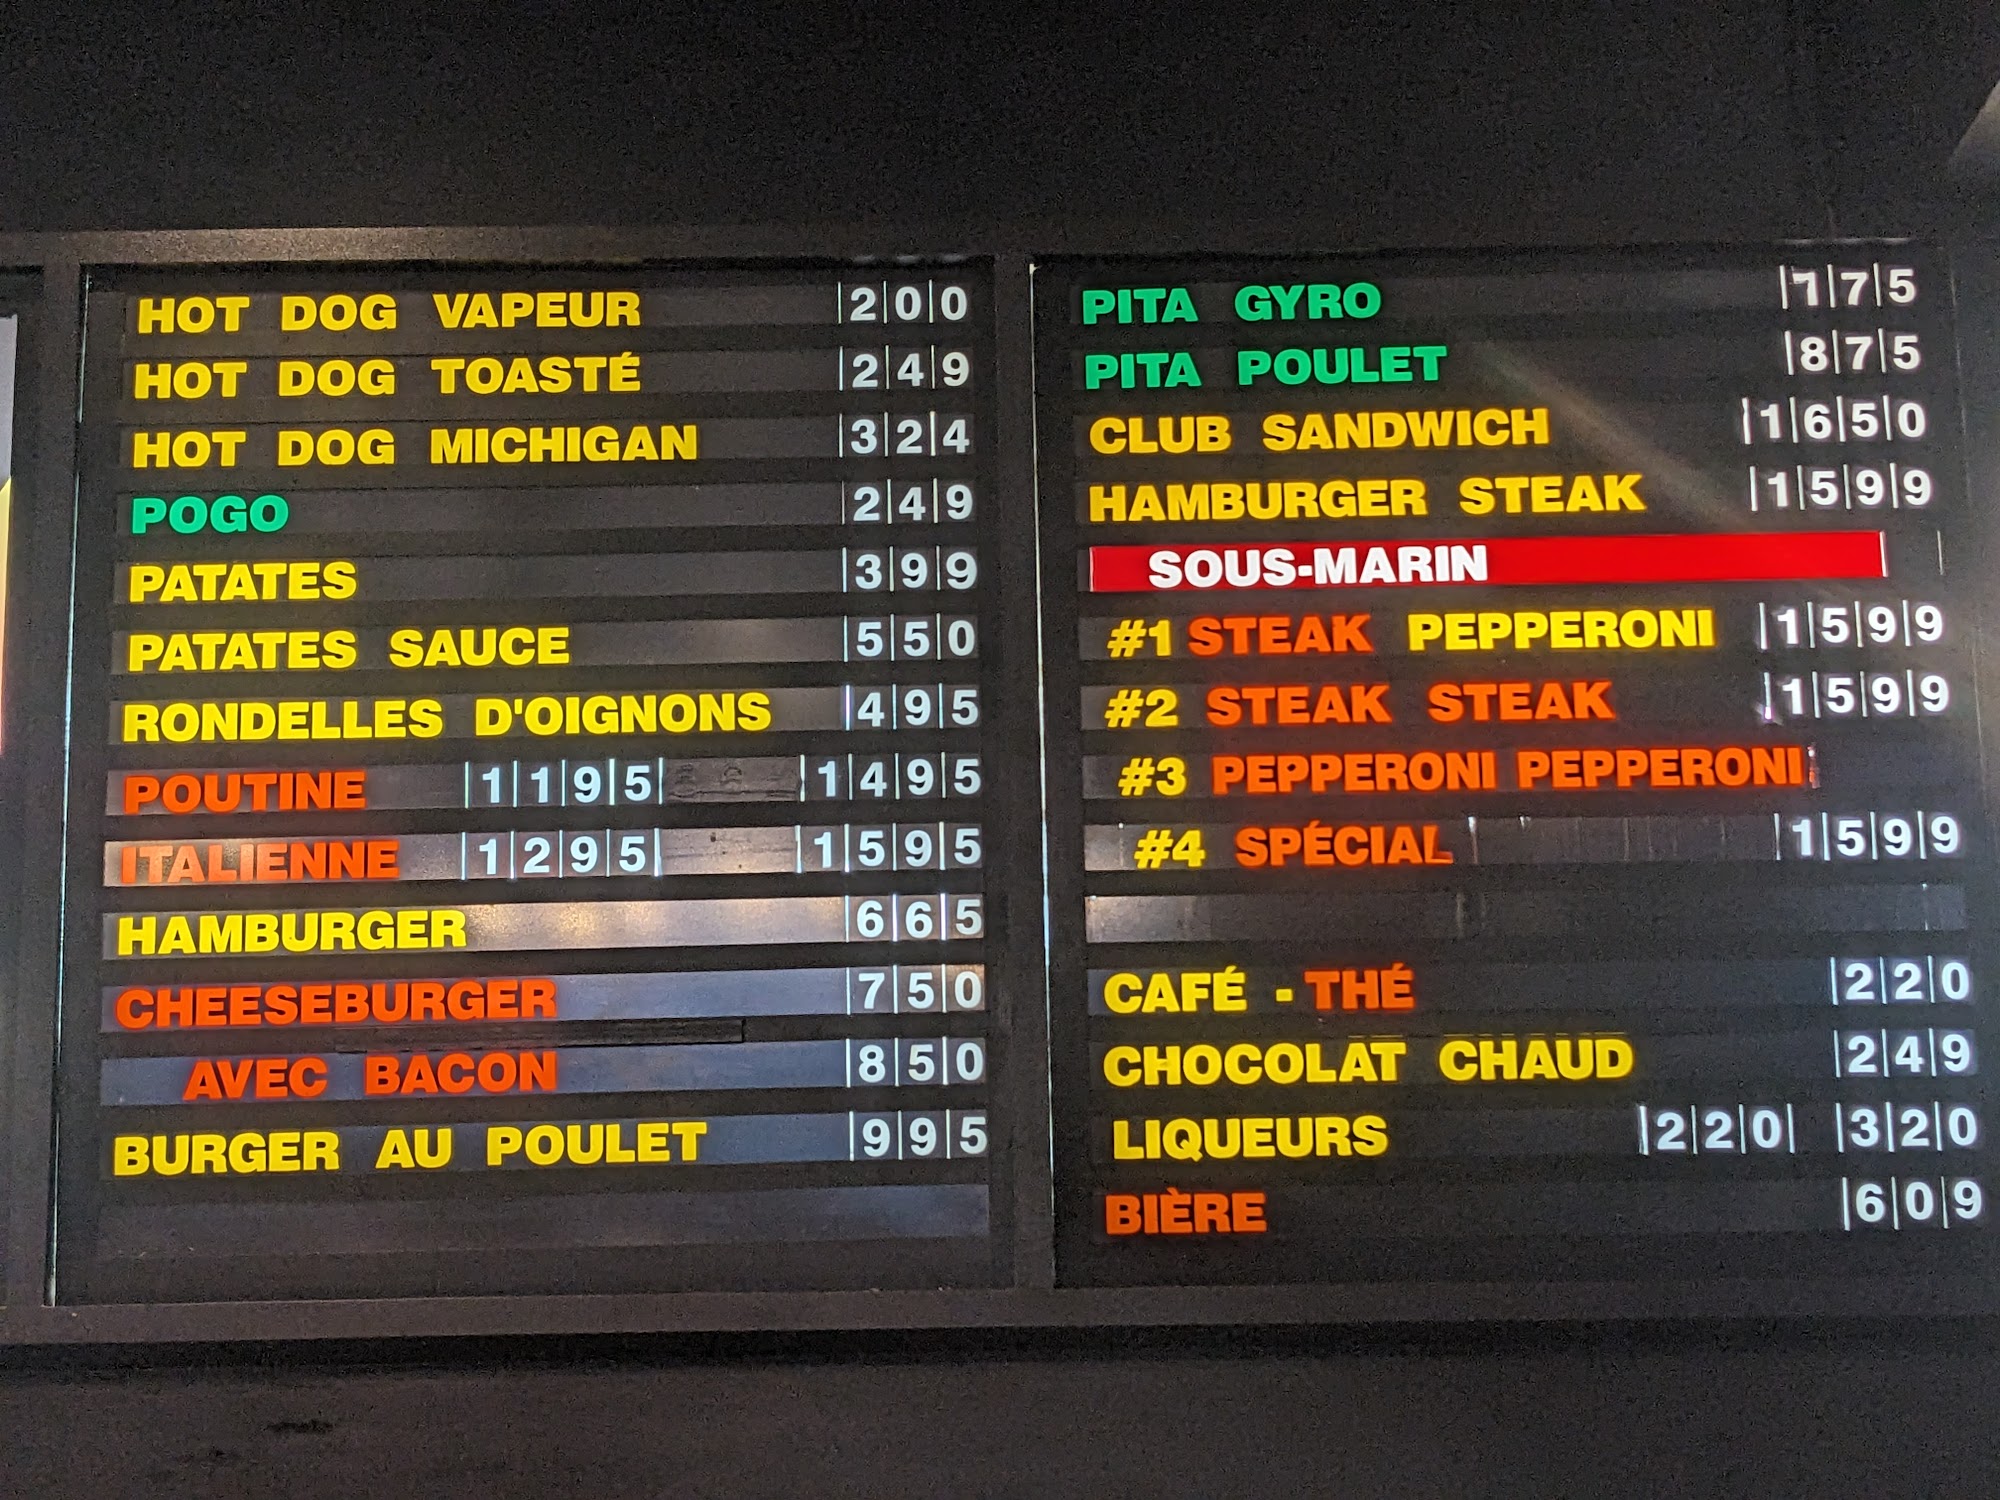 HOT DOG VAPEUR 200
HOT DOG TOASTÉ 249
HOT DOG MICHIGAN 324
POGO 249
PATATES 399
PATATES SAUCE 550
RONDELLES D'OIGNONS 495
POUTINE 1195 1495
ITALIENNE 1295 1595
HAMBURGER 665
CHEESEBURGER 750
AVEC BACON 850
BURGER AU POULET 995
PITA GYRO 775
PITA POULET 875
CLUB SANDWICH 1650
HAMBURGER STEAK 1599
SOUS-MARIN
#1 STEAK PEPPERONI 1599
#2 STEAK STEAK 1599
#3 PEPPERONI PEPPERONI
#4 SPÉCIAL 1599
CAFÉ - THÉ 220
CHOCOLAT CHAUD 249
LIQUEURS 220 320
BIÈRE 609